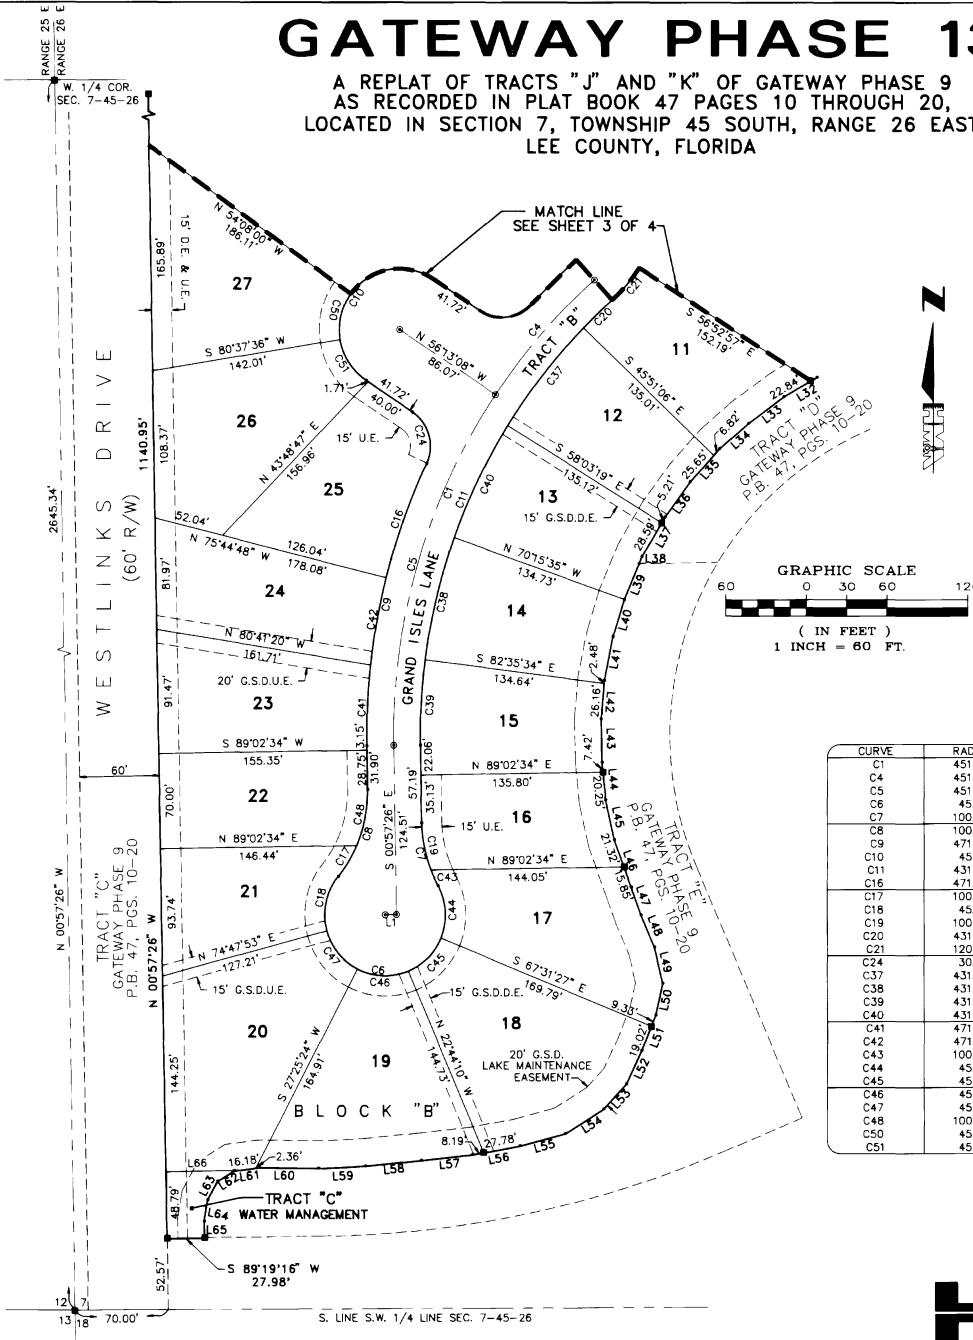 GATEWAY PHASE 13
A REPLAT OF TRACTS "J" AND "K" OF GATEWAY PHASE 9
AS RECORDED IN PLAT BOOK 47 PAGES 10 THROUGH 20,
LOCATED IN SECTION 7, TOWNSHIP 45 SOUTH, RANGE 26 EAST
LEE COUNTY, FLORIDA
RANGE 25 E
RANGE 26 E
W. 1/4 COR.
SEC. 7-45-26
MATCH LINE
SEE SHEET 3 OF 4
N 54°08'00" W
186.11'
165.89'
15' D.E. & U.E.
27
C10
C50
41.72'
C4
TRACT "B"
C20
C21
S 56°52'57" E
152.19'
11
N 56°13'08" W
86.07'
S 80°37'36" W
142.01'
C51
1.71'
41.72'
40.00'
15' U.E.
C24
C37
S 45°51'06" E
135.01'
12
22.84'
L32
L33
L34
6.82'
TRACT "D"
GATEWAY PHASE 9
P.B. 47, PGS. 10-20
N
WESTLINKS DRIVE
(60' R/W)
1140.95'
108.37'
26
N 43°48'47" E
156.96'
25
C16
C1
C11
C40
S 58°03'19" E
135.12'
13
15' G.S.D.D.E.
25.65'
L35
L36
5.21'
28.59'
L37
L38
L39
2645.34'
52.04'
N 75°44'48" W
126.04'
178.08'
C5
N 70°15'35" W
134.73'
GRAPHIC SCALE
60 0 30 60 120
( IN FEET )
1 INCH = 60 FT.
81.97'
24
C9
C42
C38
14
L40
L41
2.48'
N 80°41'20" W
161.71'
20' G.S.D.U.E.
GRAND ISLES LANE
S 82°35'34" E
134.64'
91.47'
23
C41
C39
15
26.16'
L42
L43
7.42'
S 89°02'34" W
155.35'
3.15'
28.75'
31.90'
22.06'
57.19'
35.13'
N 89°02'34" E
135.80'
L44
20.25'
60'
70.00'
22
C48
C8
S 00°57'26" E
124.51'
15' U.E.
16
L45
21.32'
TRACT "E"
GATEWAY PHASE 9
P.B. 47, PGS. 10-20
N 89°02'34" E
146.44'
C17
C7
C19
N 89°02'34" E
144.05'
L46
15.85'
L47
N 00°57'26" W
TRACT "C"
GATEWAY PHASE 9
P.B. 47, PGS. 10-20
N 00°57'26" W
93.74'
21
C18
C43
C44
L1
17
L48
N 74°47'53" E
127.21'
15' G.S.D.U.E.
C47
C6
C46
C45
S 67°31'27" E
169.79'
L49
L50
9.33'
L51
15' G.S.D.D.E.
20
S 27°25'24" W
164.91'
19
N 22°44'10" W
144.73'
18
19.02'
L52
144.25'
20' G.S.D.
LAKE MAINTENANCE
EASEMENT
L53
L54
BLOCK "B"
8.19'
27.78'
L55
L56
L57
L58
L59
L60
2.36'
16.18'
L61
L62
L66
L63
48.79'
TRACT "C"
WATER MANAGEMENT
L64
L65
S 89°19'16" W
27.98'
52.57'
12 7
13 18
70.00'
S. LINE S.W. 1/4 LINE SEC. 7-45-26
CURVE RAD
C1 451
C4 451
C5 451
C6 45
C7 100
C8 100
C9 471
C10 45
C11 431
C16 471
C17 100
C18 45
C19 100
C20 431
C21 120
C24 30
C37 431
C38 431
C39 431
C40 431
C41 471
C42 471
C43 100
C44 45
C45 45
C46 45
C47 45
C48 100
C50 45
C51 45